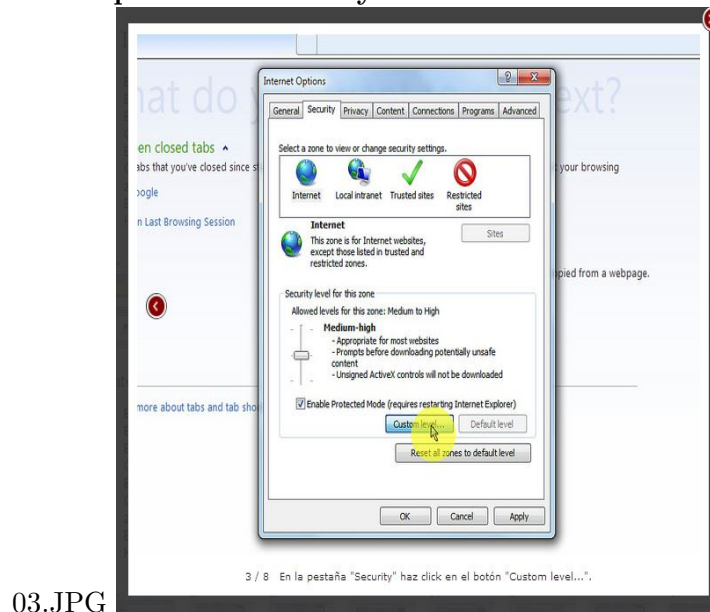 hat do
ext?
Internet Options
General Security Privacy Content Connections Programs Advanced
en closed tabs
abs that you've closed since
your browsing
oogle
n Last Browsing Session
Select a zone to view or change security settings.
Internet Local intranet Trusted sites Restricted sites
Internet
This zone is for Internet websites,
except those listed in trusted and
restricted zones.
Sites
pied from a webpage.
Security level for this zone
Allowed levels for this zone: Medium to High
Medium-high
- Appropriate for most websites
- Prompts before downloading potentially unsafe
content
- Unsigned ActiveX controls will not be downloaded
more about tabs and tab sho
Enable Protected Mode (requires restarting Internet Explorer)
Custom level... Default level
Reset all zones to default level
OK Cancel Apply
3 / 8 En la pestaña "Security" haz click en el botón "Custom level...".
03.JPG